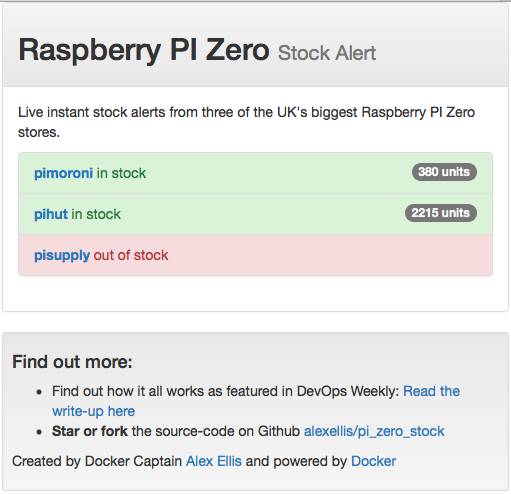 Raspberry PI Zero Stock Alert
Live instant stock alerts from three of the UK's biggest Raspberry PI Zero
stores.
pimoroni in stock 380 units
pihut in stock 2215 units
pisupply out of stock
Find out more:
• Find out how it all works as featured in DevOps Weekly: Read the
write-up here
• Star or fork the source-code on Github alexellis/pi_zero_stock
Created by Docker Captain Alex Ellis and powered by Docker